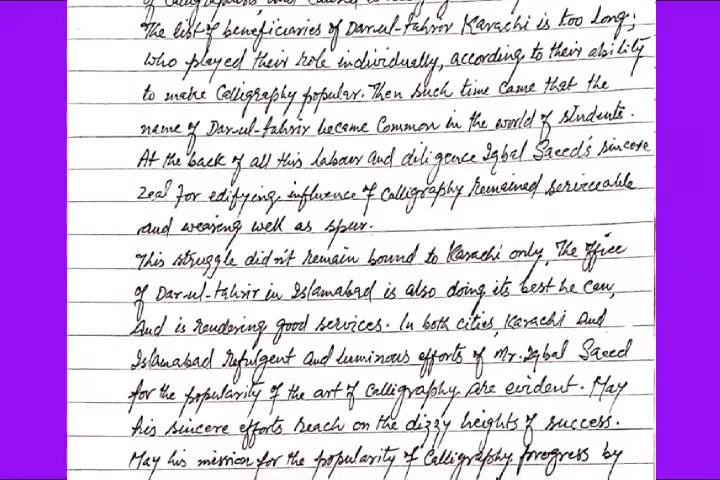 The list of beneficiaries of Dar-ul-tahrir Karachi is too long;
who played their role individually, according to their ability
to make Calligraphy popular. Then such time came that the
name of Dar-ul-tahrir became Common in the world of students.
At the back of all this labour and diligence Iqbal Saeed's sincere
zeal for edifying influence of Calligraphy remained serviceable
and wearing well as spur.
This struggle didn't remain bound to Karachi only, The office
of Dar-ul-tahrir in Islamabad is also doing its best he can,
And is rendering good services. In both cities, Karachi and
Islamabad refulgent and luminous efforts of Mr. Iqbal Saeed
for the popularity of the art of Calligraphy are evident. May
his sincere efforts reach on the dizzy heights of success.
May his mission for the popularity of Calligraphy progress by